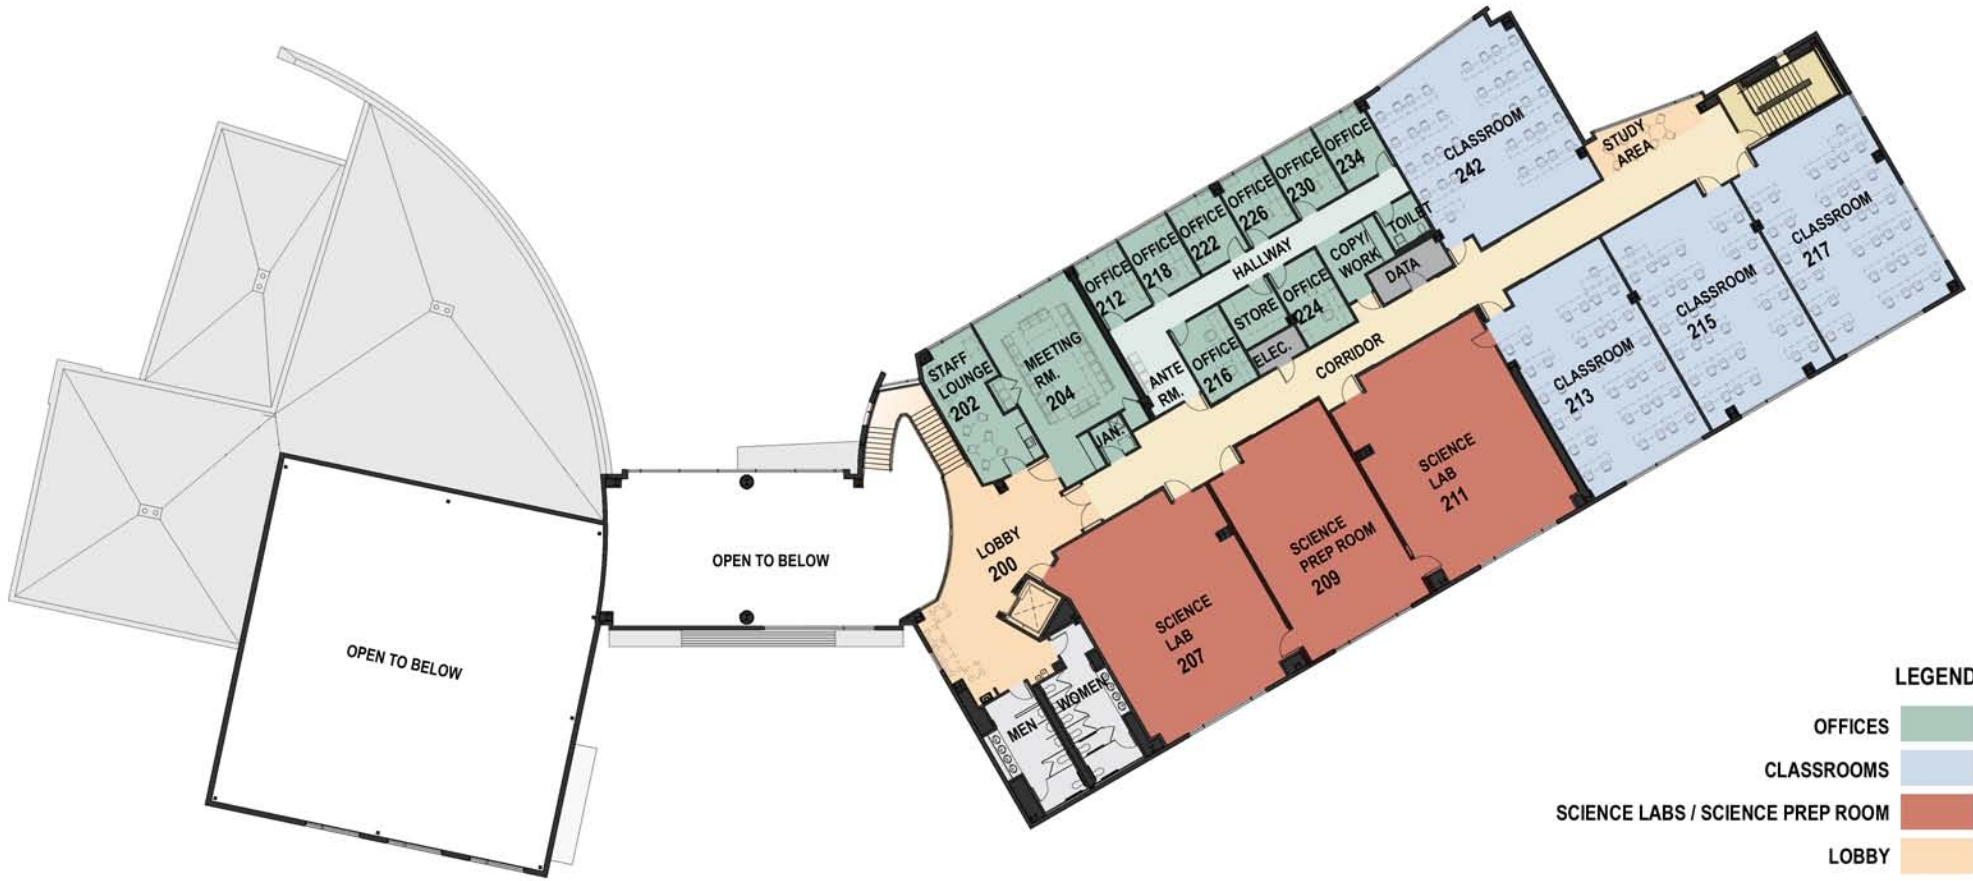 OPEN TO BELOW
OPEN TO BELOW
LOBBY
200
STAFF
LOUNGE
202
MEETING
RM.
204
JAN.
OFFICE
212
OFFICE
218
OFFICE
222
OFFICE
226
OFFICE
230
OFFICE
234
HALLWAY
ANTE
RM.
OFFICE
216
STORE
ELEC.
OFFICE
224
COPY/
WORK
TOILET
DATA
CORRIDOR
CLASSROOM
242
STUDY
AREA
CLASSROOM
217
CLASSROOM
215
CLASSROOM
213
SCIENCE
LAB
211
SCIENCE
PREP ROOM
209
SCIENCE
LAB
207
MEN
WOMEN
LEGEND
OFFICES
CLASSROOMS
SCIENCE LABS / SCIENCE PREP ROOM
LOBBY